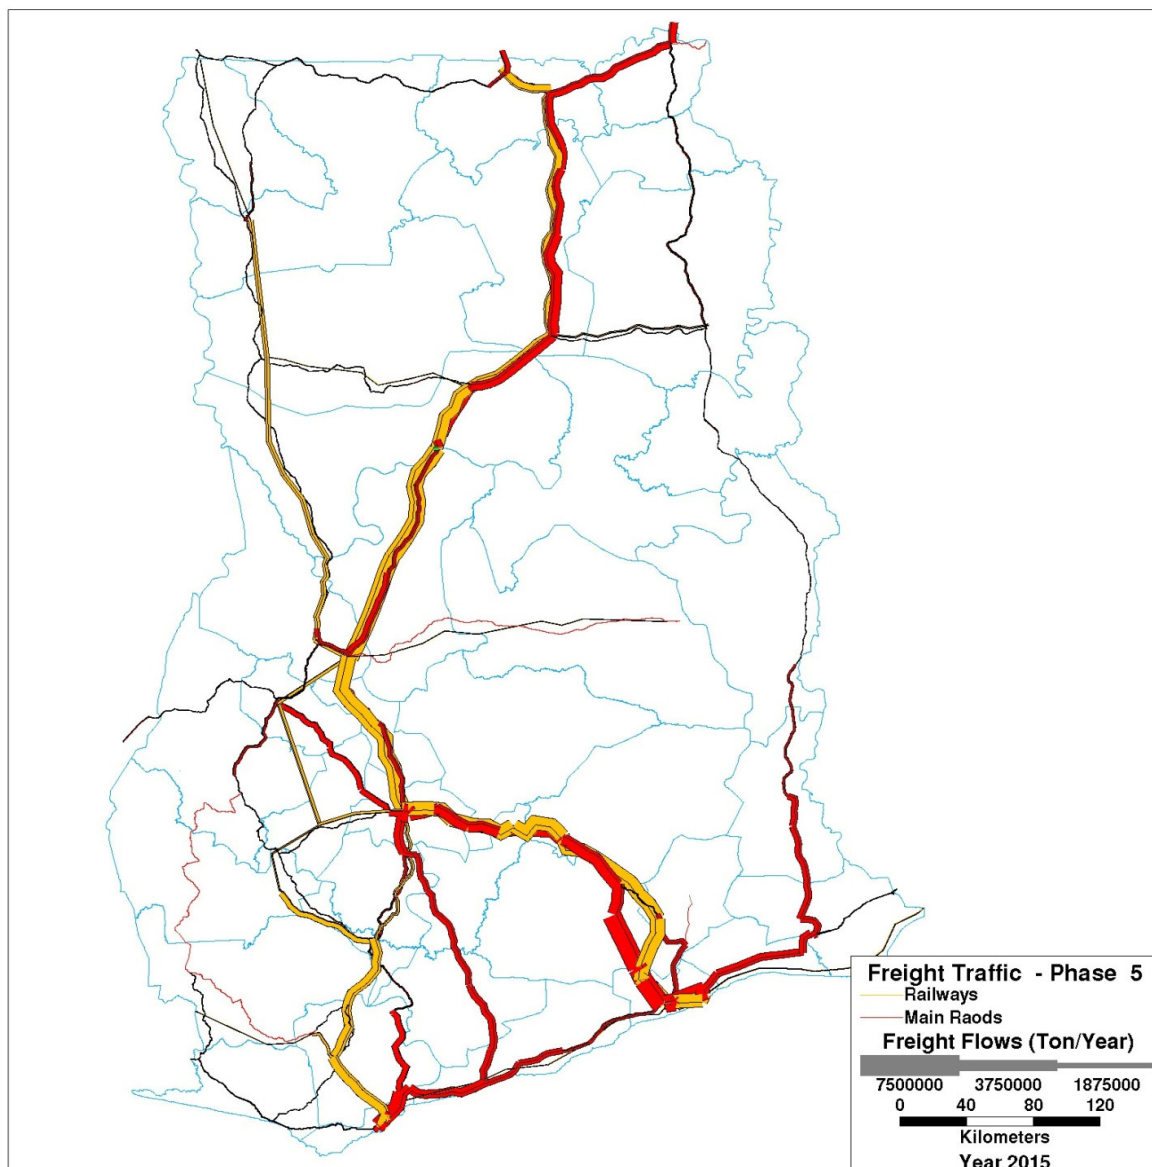 Freight Traffic - Phase 5
Railways
Main Raods
Freight Flows (Ton/Year)
7500000 3750000 1875000
0 40 80 120
Kilometers
Year 2015